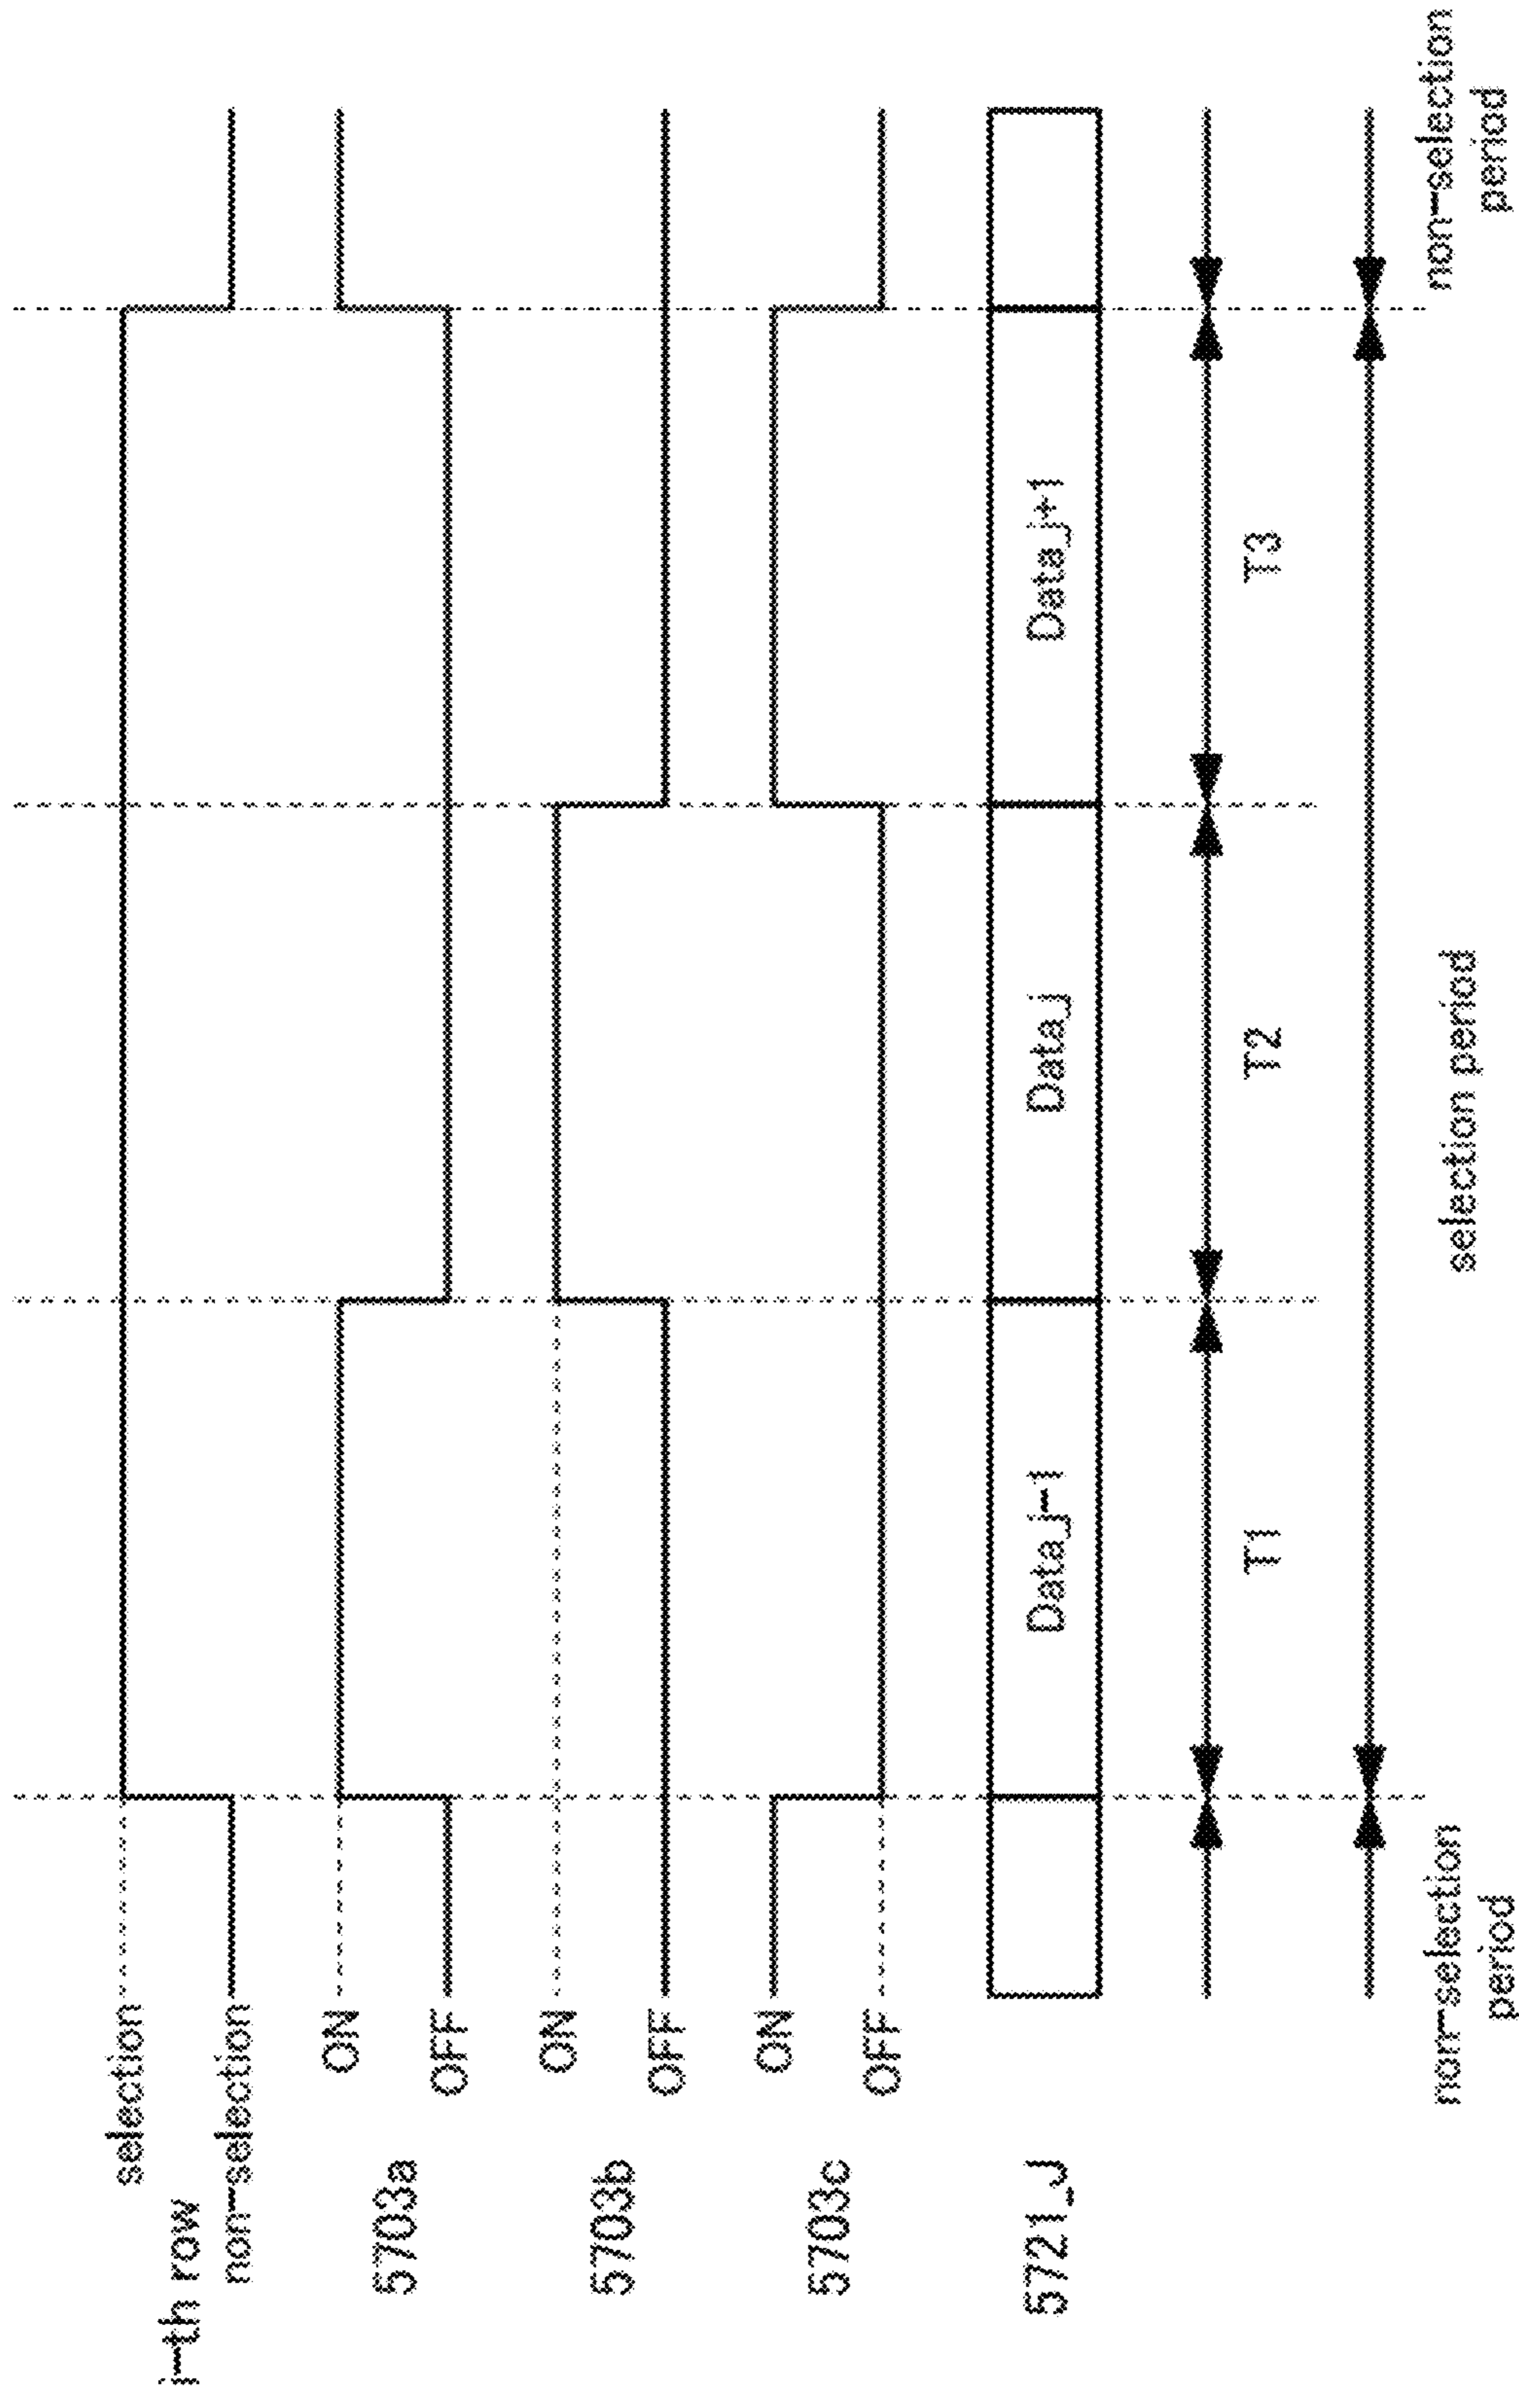 selection
i-th row
non-selection
ON
5703a
OFF
ON
5703b
OFF
ON
5703c
OFF
5721_J
Data_j-1
Data_j
Data_j+1
T1
T2
T3
non-selection
period
selection period
non-selection
period